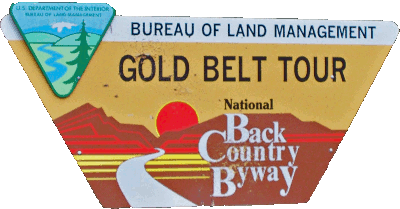 U.S. DEPARTMENT OF THE INTERIOR
BUREAU OF LAND MANAGEMENT
BUREAU OF LAND MANAGEMENT
GOLD BELT TOUR
National
Back
Country
Byway